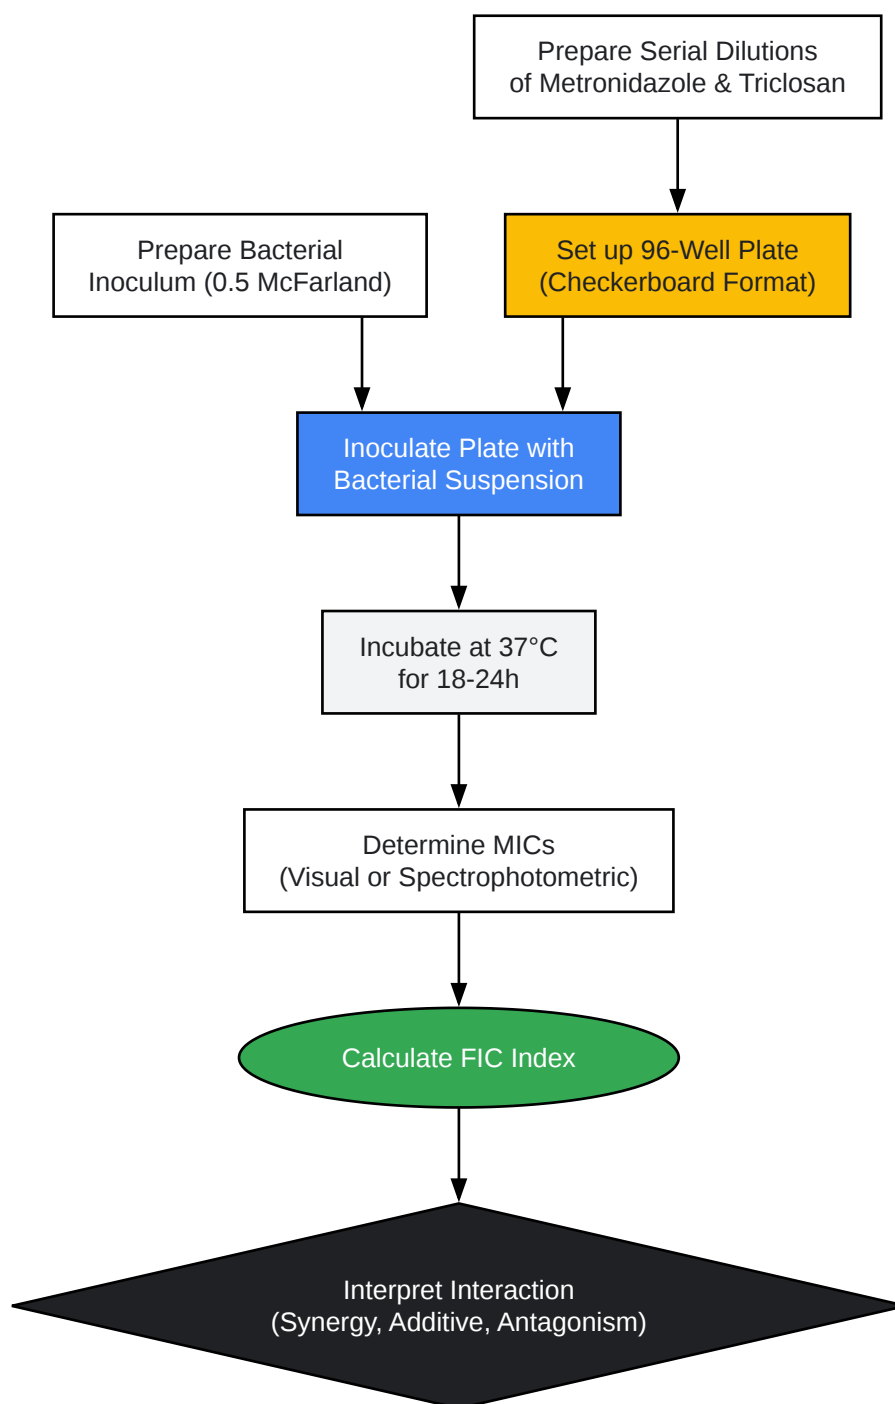 Prepare Serial Dilutions
of Metronidazole & Triclosan
Prepare Bacterial
Inoculum (0.5 McFarland)
Set up 96-Well Plate
(Checkerboard Format)
Inoculate Plate with
Bacterial Suspension
Incubate at 37°C
for 18-24h
Determine MICs
(Visual or Spectrophotometric)
Calculate FIC Index
Interpret Interaction
(Synergy, Additive, Antagonism)